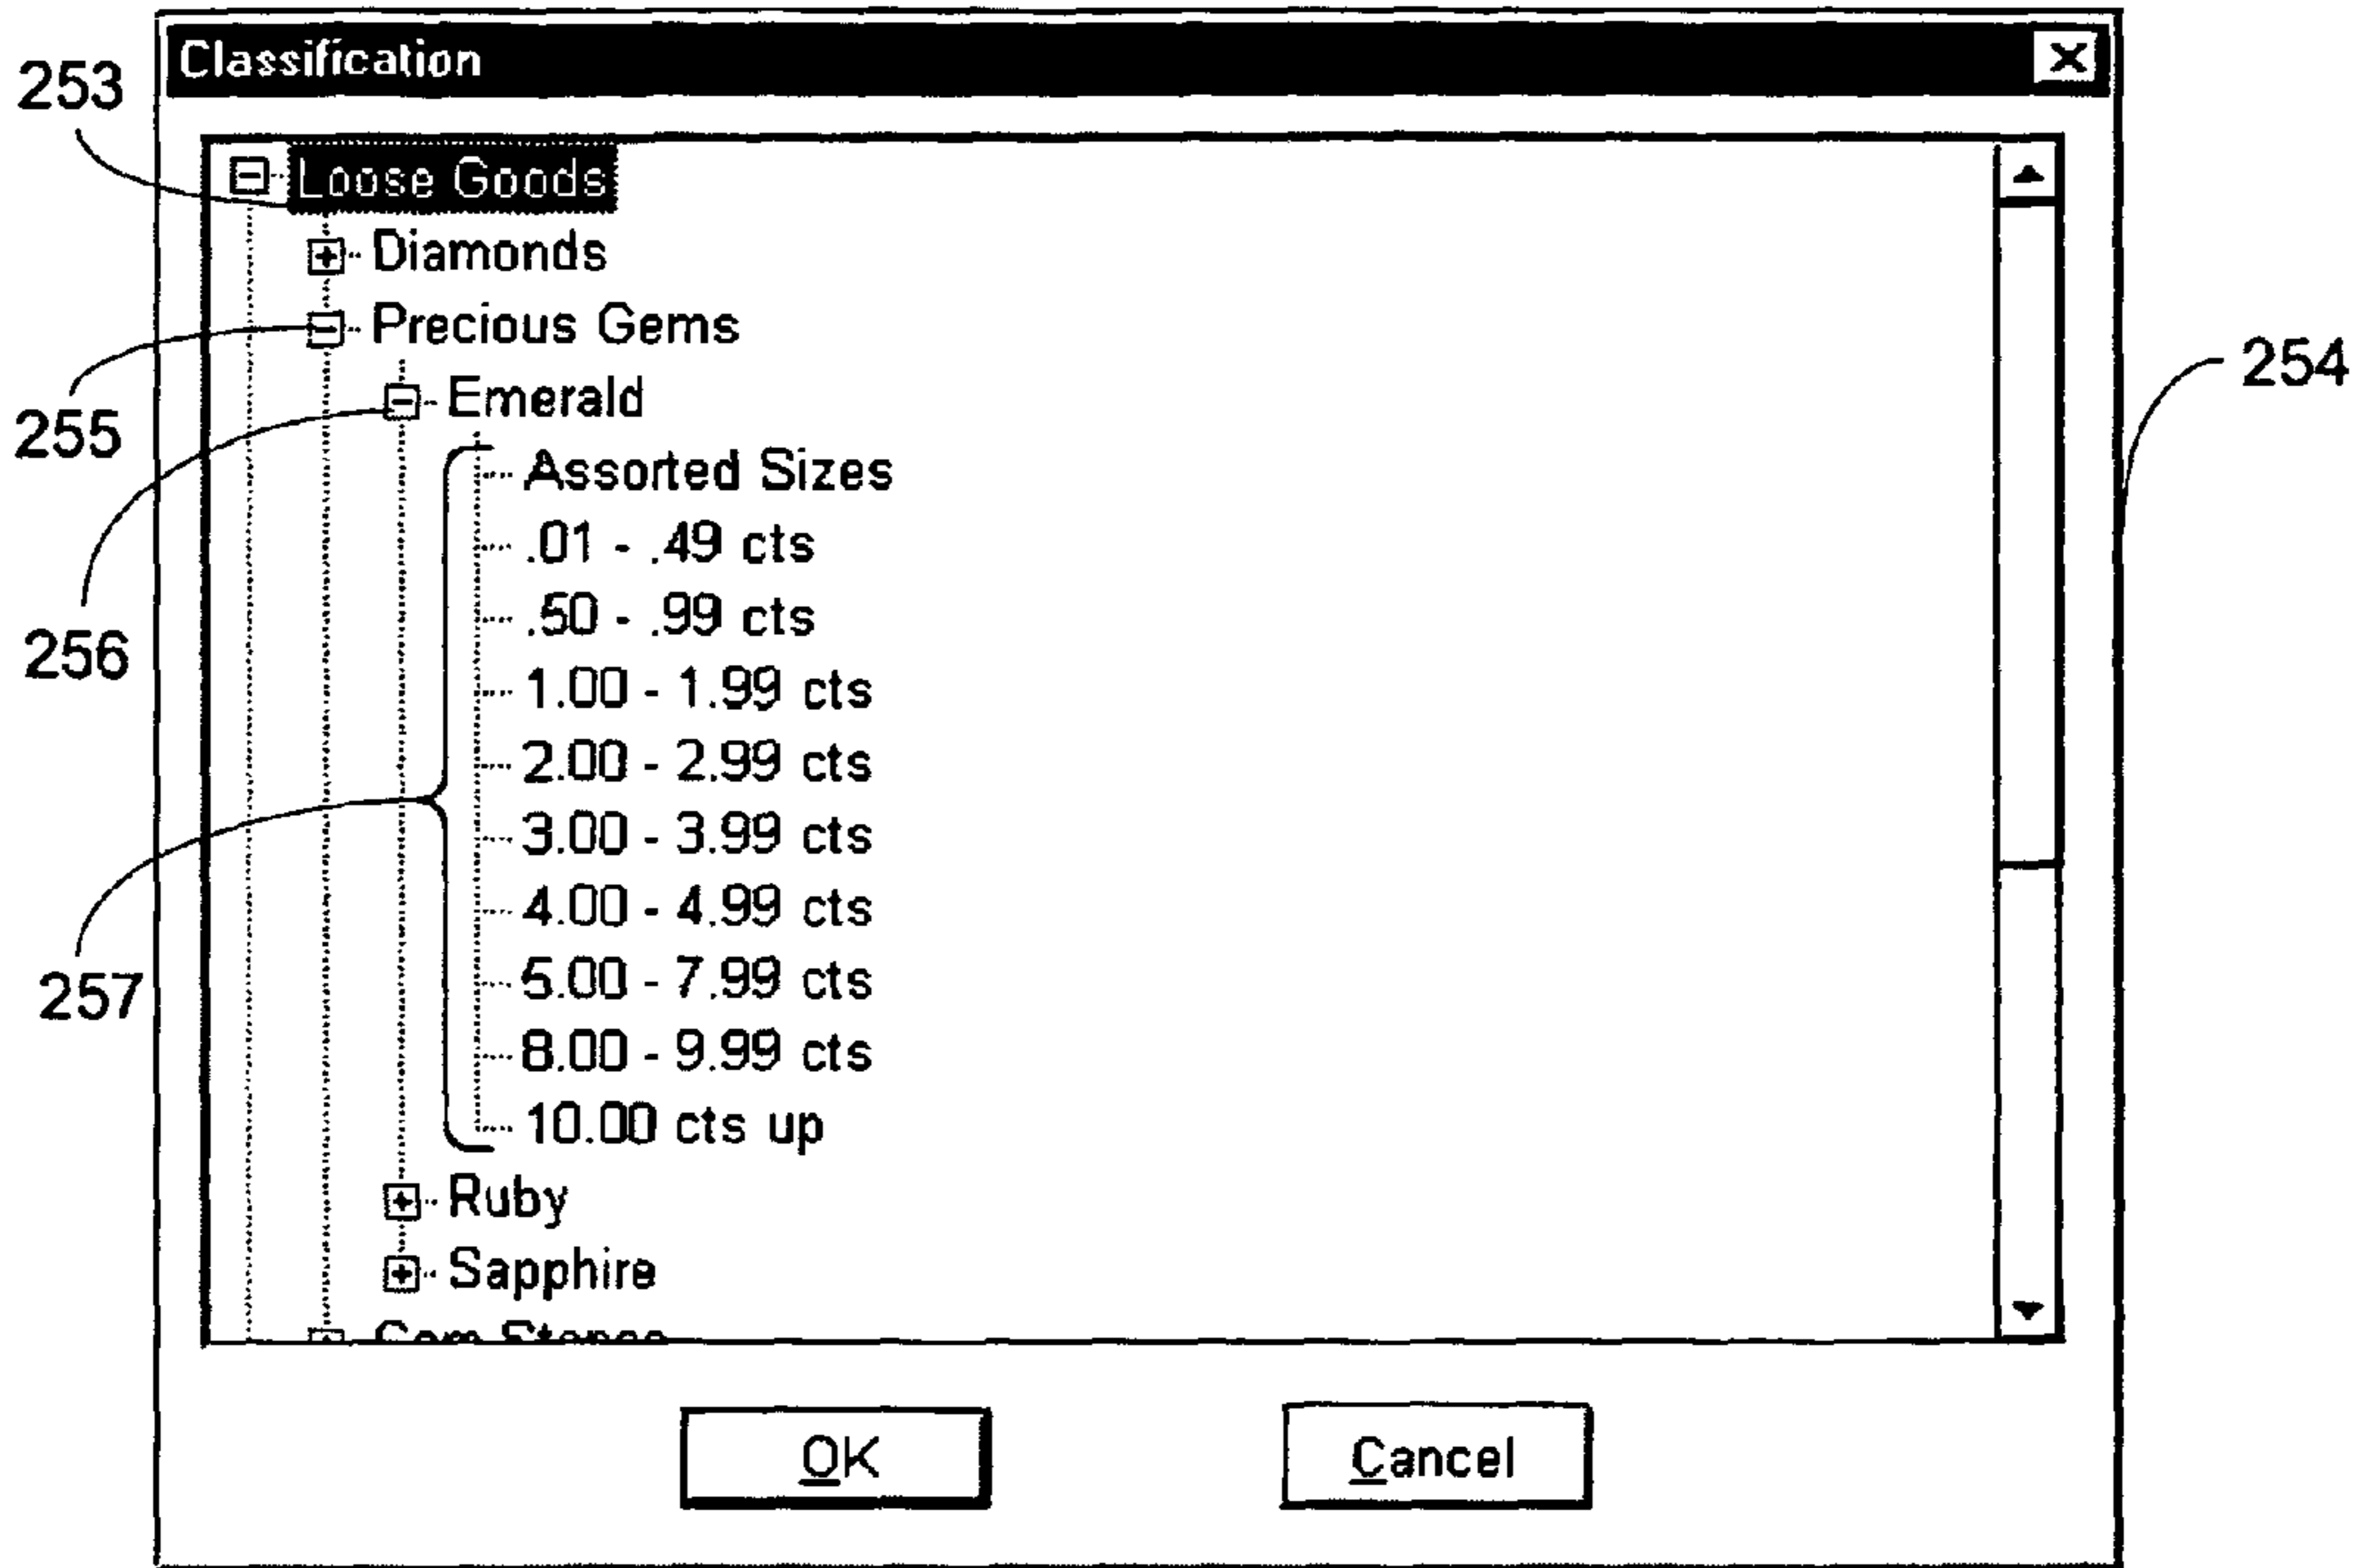 Classification
253
Loose Goods
Diamonds
Precious Gems
254
Emerald
255
Assorted Sizes
.01 - .49 cts
.50 - .99 cts
256
1.00 - 1.99 cts
2.00 - 2.99 cts
3.00 - 3.99 cts
4.00 - 4.99 cts
5.00 - 7.99 cts
257
8.00 - 9.99 cts
10.00 cts up
Ruby
Sapphire
OK
Cancel